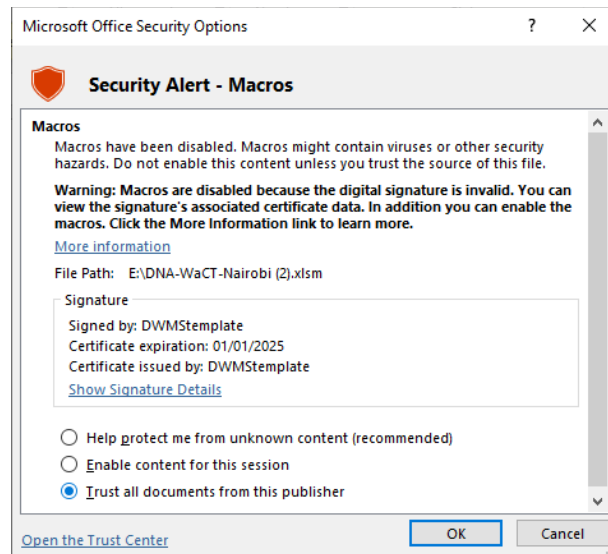 Microsoft Office Security Options
?
Security Alert - Macros
Macros
Macros have been disabled. Macros might contain viruses or other security
hazards. Do not enable this content unless you trust the source of this file.
Warning: Macros are disabled because the digital signature is invalid. You can
view the signature's associated certificate data. In addition you can enable the
macros. Click the More Information link to learn more.
More information
File Path: E:\DNA-WaCT-Nairobi (2).xlsm
Signature
Signed by: DWMStemplate
Certificate expiration: 01/01/2025
Certificate issued by: DWMStemplate
Show Signature Details
Help protect me from unknown content (recommended)
Enable content for this session
Trust all documents from this publisher
Open the Trust Center
OK
Cancel